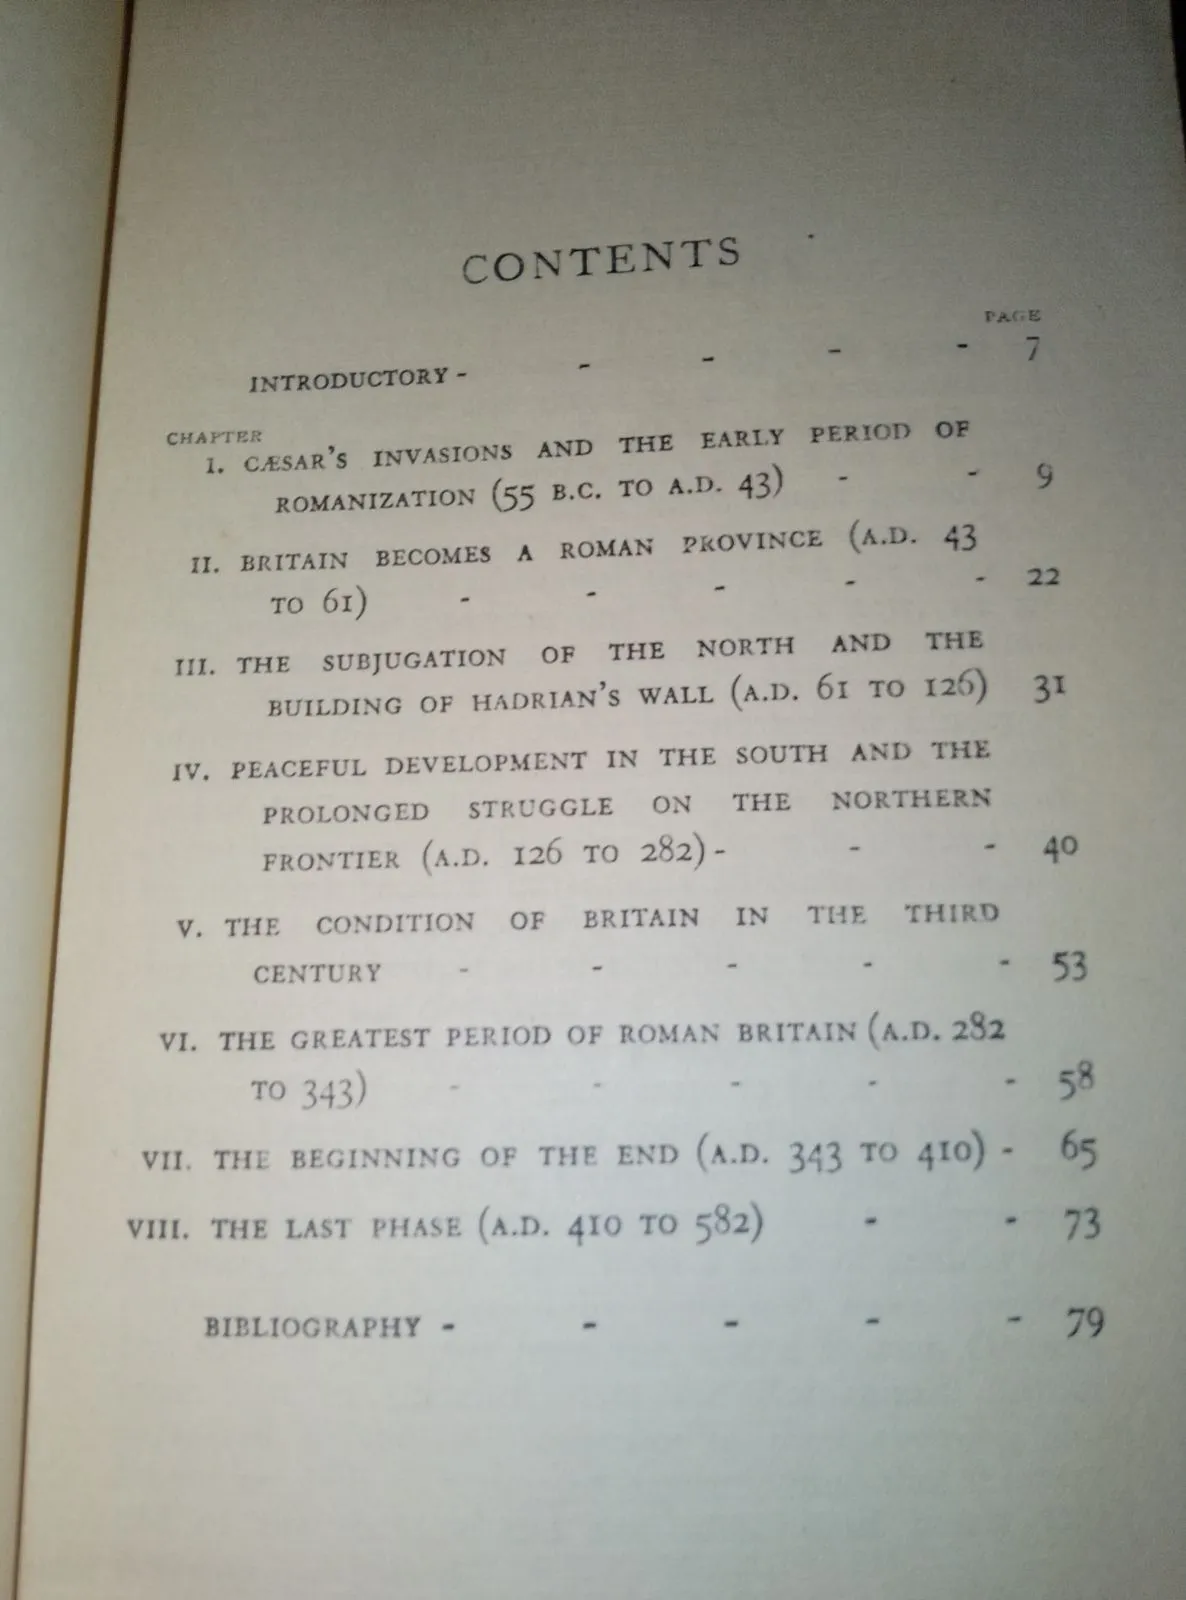 CONTENTS
PAGE
INTRODUCTORY - - - - - 7
CHAPTER
I. CÆSAR'S INVASIONS AND THE EARLY PERIOD OF
ROMANIZATION (55 B.C. TO A.D. 43) - - 9
II. BRITAIN BECOMES A ROMAN PROVINCE (A.D. 43
TO 61) - - - - - 22
III. THE SUBJUGATION OF THE NORTH AND THE
BUILDING OF HADRIAN'S WALL (A.D. 61 TO 126) 31
IV. PEACEFUL DEVELOPMENT IN THE SOUTH AND THE
PROLONGED STRUGGLE ON THE NORTHERN
FRONTIER (A.D. 126 TO 282) - - - 40
V. THE CONDITION OF BRITAIN IN THE THIRD
CENTURY - - - - - 53
VI. THE GREATEST PERIOD OF ROMAN BRITAIN (A.D. 282
TO 343) - - - - - 58
VII. THE BEGINNING OF THE END (A.D. 343 TO 410) - 65
VIII. THE LAST PHASE (A.D. 410 TO 582) - - 73
BIBLIOGRAPHY - - - - - 79